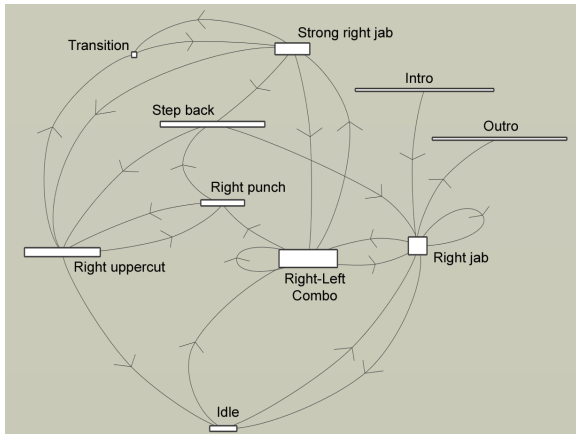 Strong right jab
Transition
Intro
Step back
Outro
Right punch
Right uppercut
Right jab
Right-Left
Combo
Idle